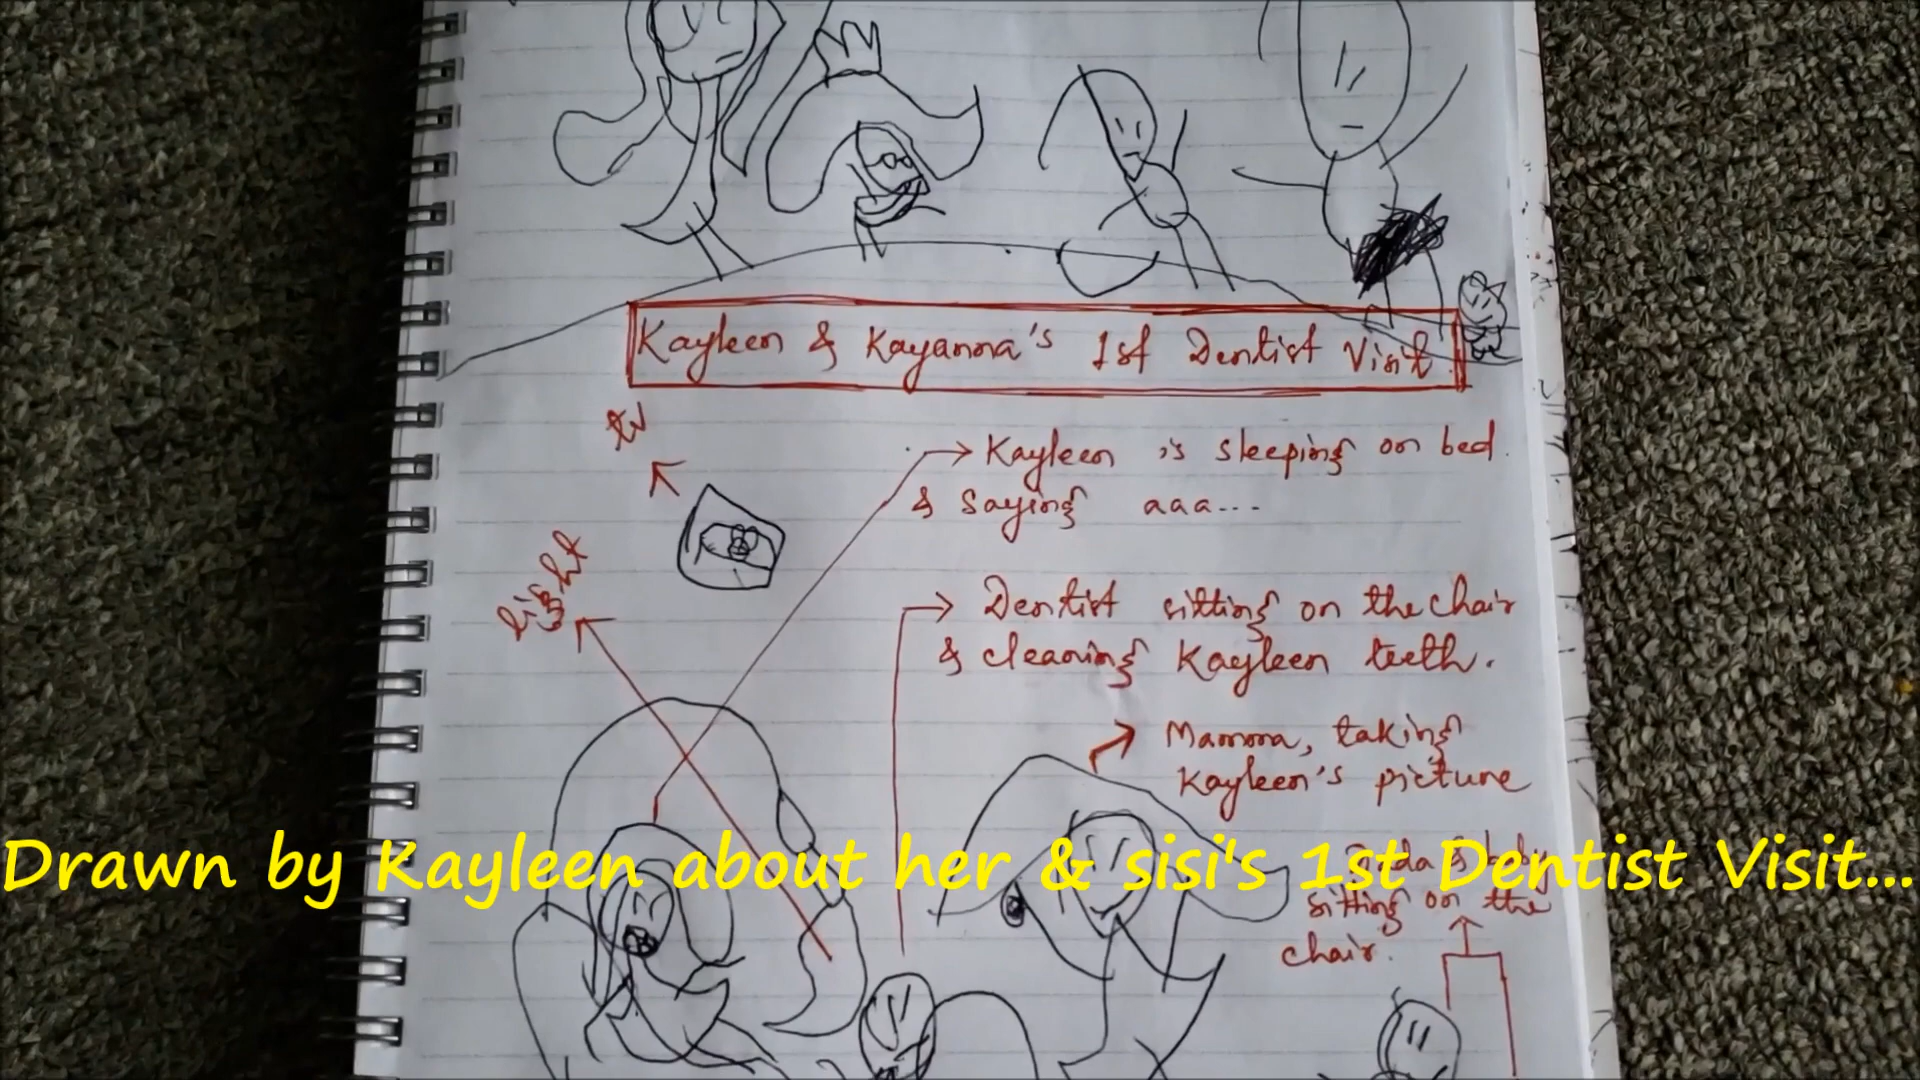 Kayleen & Kayanna's 1st Dentist Visit
tv
Kayleen is sleeping on bed
& saying aaa...
light
Dentist sitting on the chair
& cleaning Kayleen teeth.
Mamma, taking
Kayleen's picture
Drawn by Kayleen about her & sisi's 1st Dentist Visit...
sitting on the
chair.